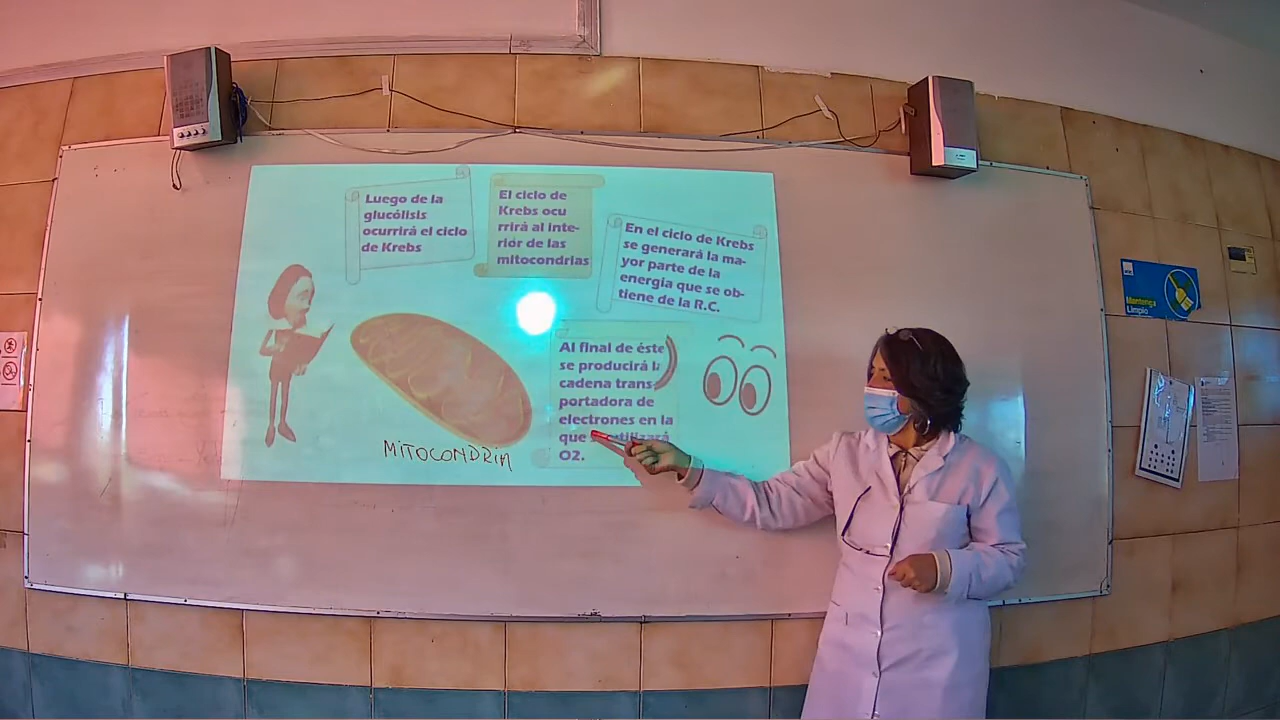 Luego de la
glucólisis
ocurrirá el ciclo
de Krebs
El ciclo de
Krebs ocu
rrirá al inte-
rior de las
mitocondrias
En el ciclo de Krebs
se generará la ma-
yor parte de la
energia que se ob-
tiene de la R.C.
Al final de éste
se producirá la
cadena trans-
portadora de
electrones en la
que se utilizará
O2.
MITOCONDRIA
Mantenga
Limpio